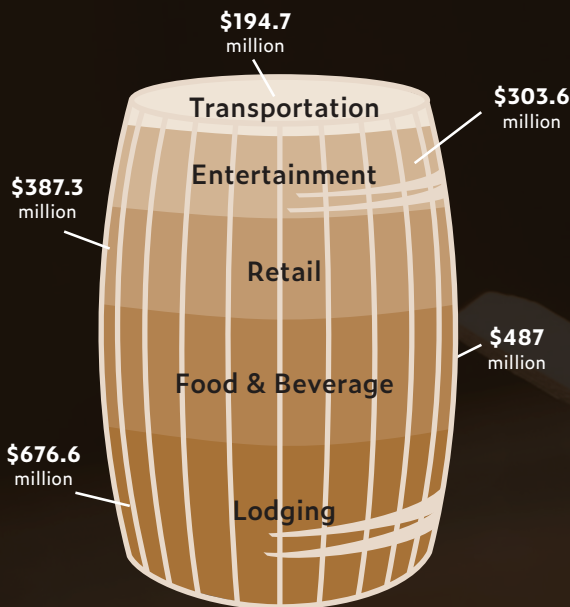 $194.7
million
Transportation
$303.6
million
Entertainment
$387.3
million
Retail
$487
million
Food & Beverage
$676.6
million
Lodging